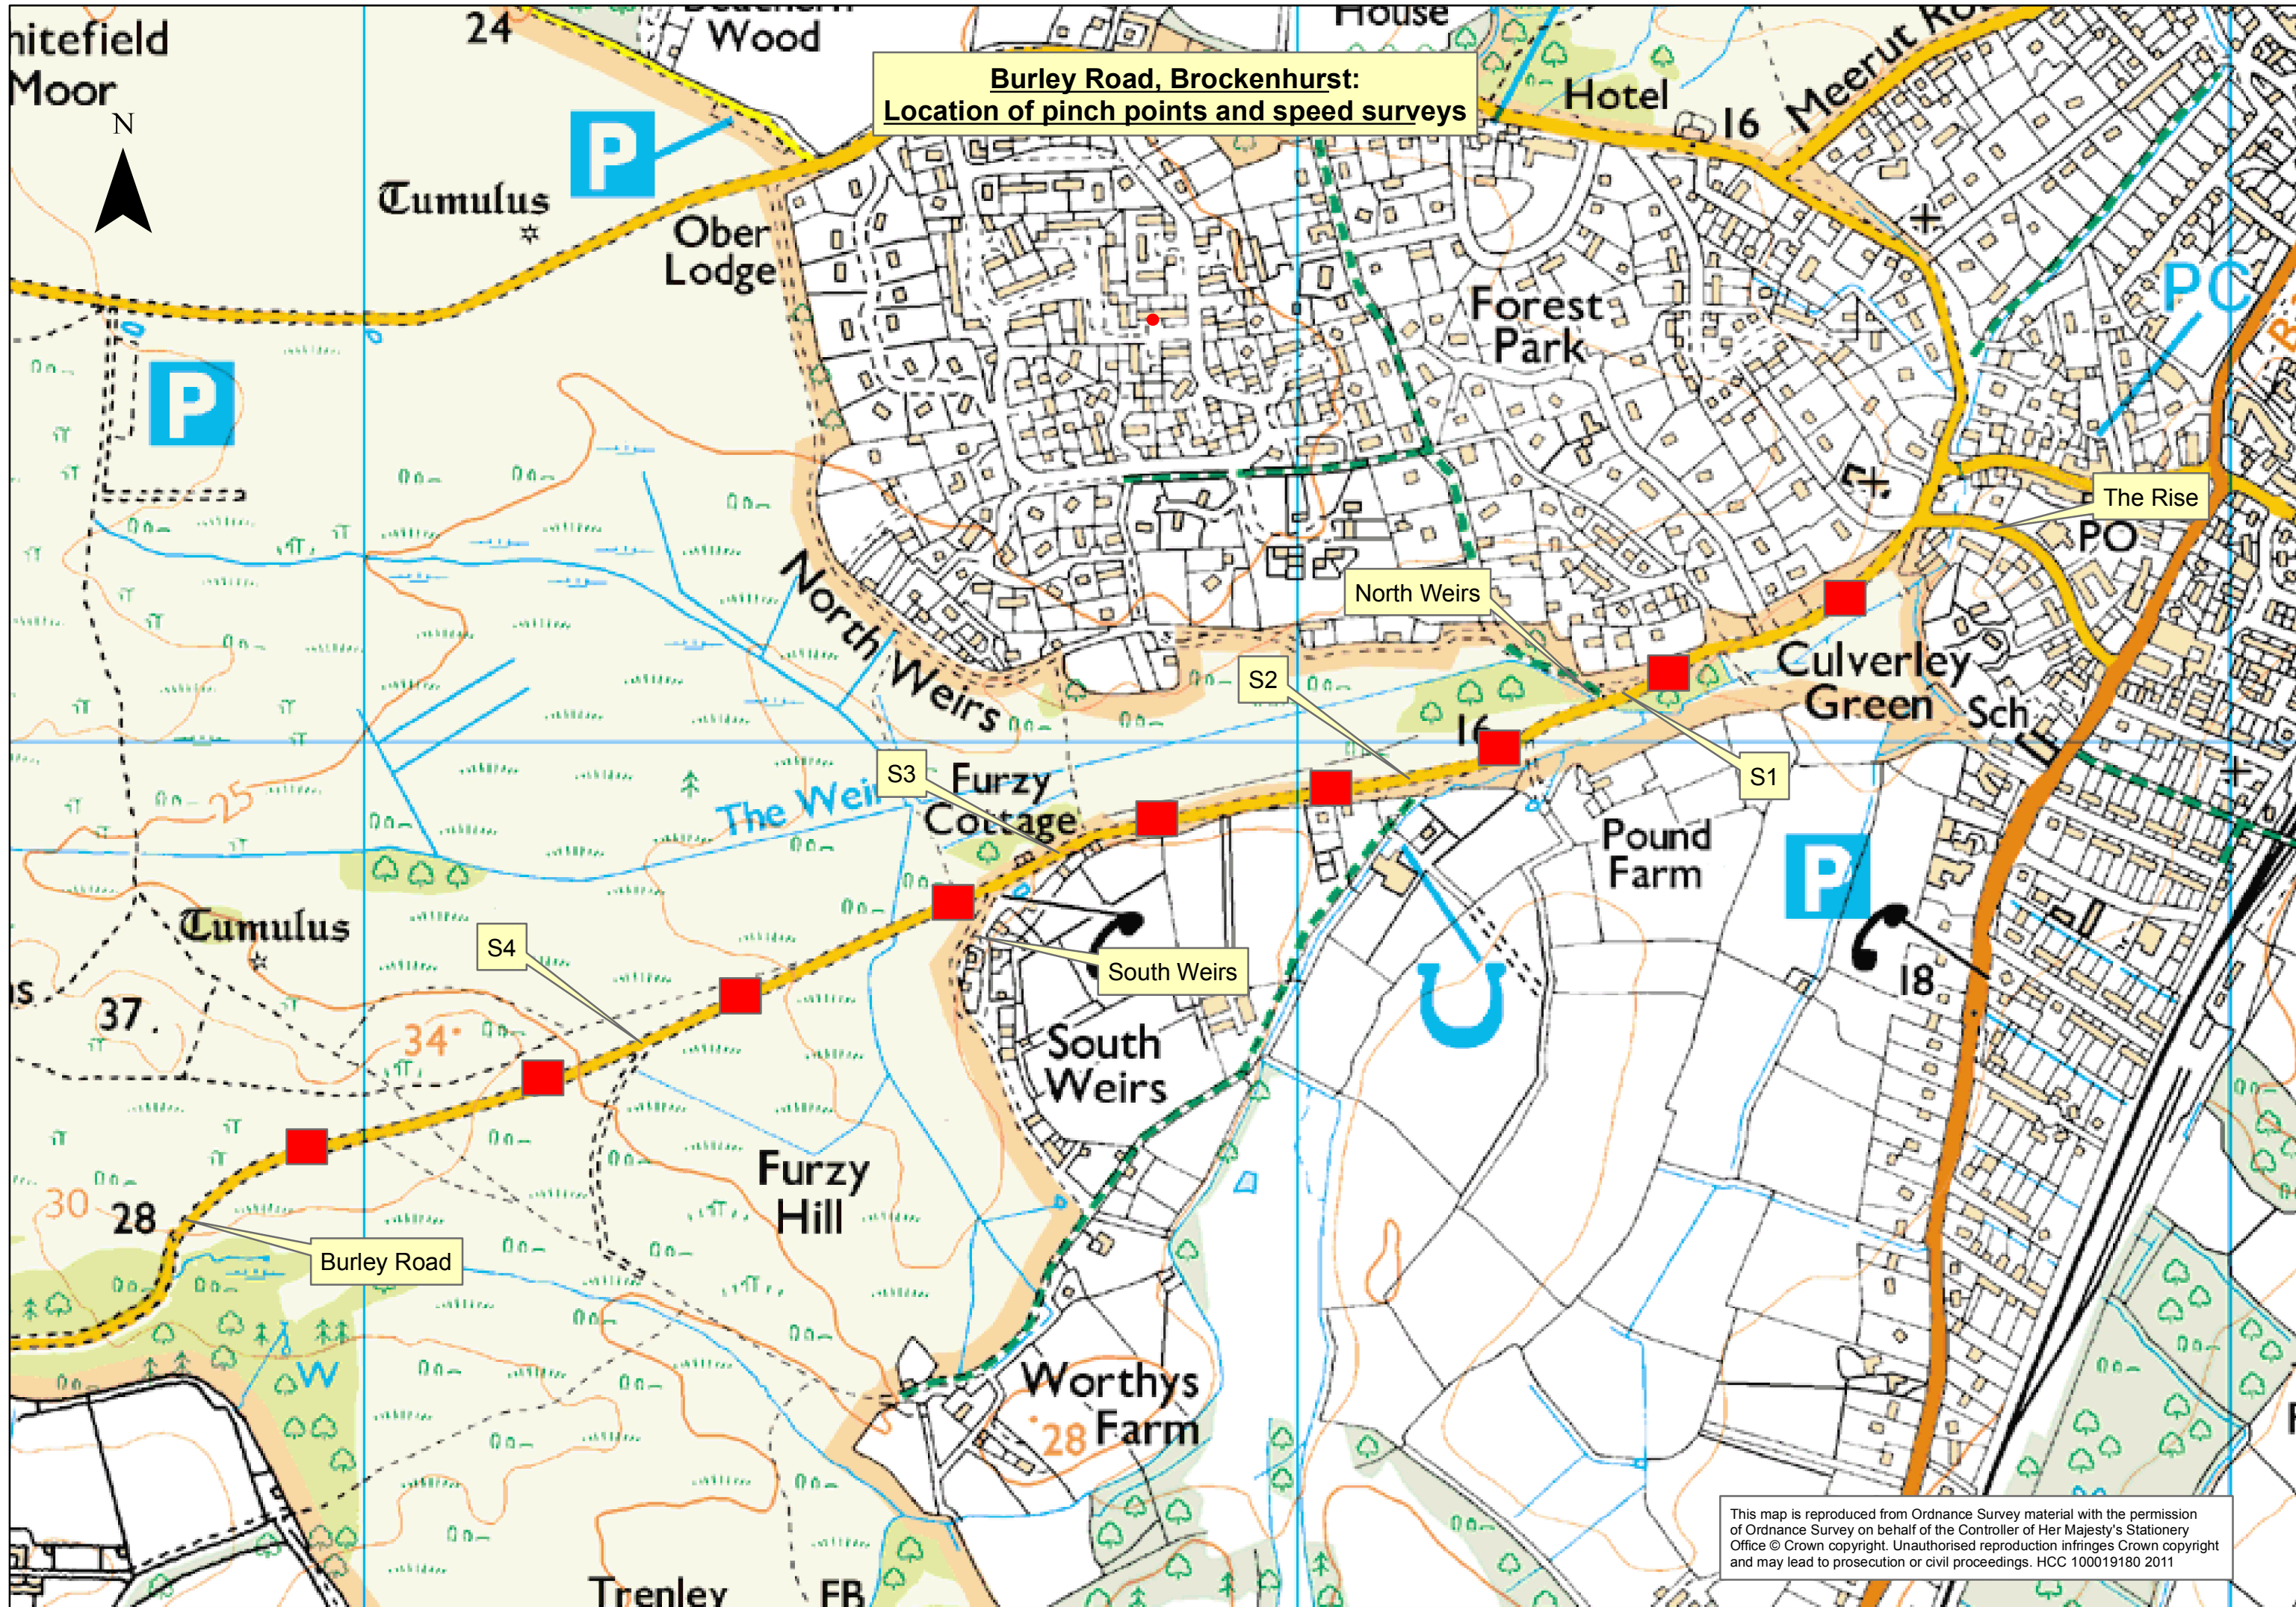 24
Wood
House
hitefield
Moor
N
Burley Road, Brockenhurst:
Location of pinch points and speed surveys
Hotel
16
P
Tumulus
Ober
Lodge
PC
Forest
Park
P
The Rise
PO
North Weirs
North Weirs
S2
Culverley
Green
Sch
16
S3
Furzy
Cottage
S1
25
Pound
Farm
P
Tumulus
S4
South Weirs
37
34
18
South
Weirs
Furzy
Hill
30
28
Burley Road
W
Worthys
Farm
28
This map is reproduced from Ordnance Survey material with the permission
of Ordnance Survey on behalf of the Controller of Her Majesty's Stationery
Office © Crown copyright. Unauthorised reproduction infringes Crown copyright
and may lead to prosecution or civil proceedings. HCC 100019180 2011
Trenley
FB